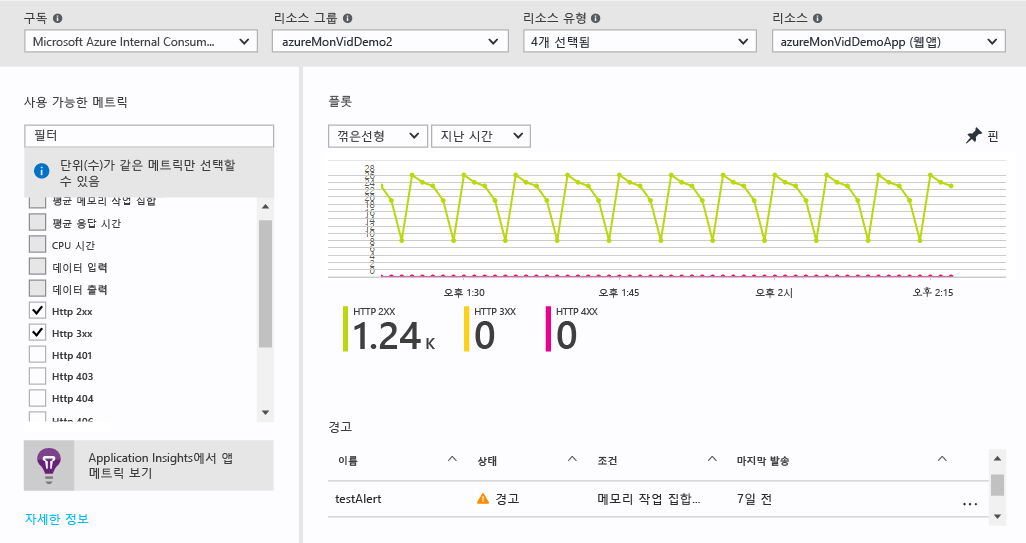 구독
리소스 그룹
리소스 유형
리소스
Microsoft Azure Internal Consum...
azureMonVidDemo2
4개 선택됨
azureMonVidDemoApp (웹앱)
사용 가능한 메트릭
필터
단위(수)가 같은 메트릭만 선택할
수 있음
평균 메모리 작업 집합
평균 응답 시간
CPU 시간
데이터 입력
데이터 출력
Http 2xx
Http 3xx
Http 401
Http 403
Http 404
Http 406
Application Insights에서 앱
메트릭 보기
자세한 정보
플롯
꺾은선형
지난 시간
핀
28
26
24
22
20
18
16
14
12
10
8
6
4
2
0
오후 1:30
오후 1:45
오후 2시
오후 2:15
HTTP 2XX
1.24 K
HTTP 3XX
0
HTTP 4XX
0
경고
이름
상태
조건
마지막 발송
testAlert
경고
메모리 작업 집합...
7일 전
...